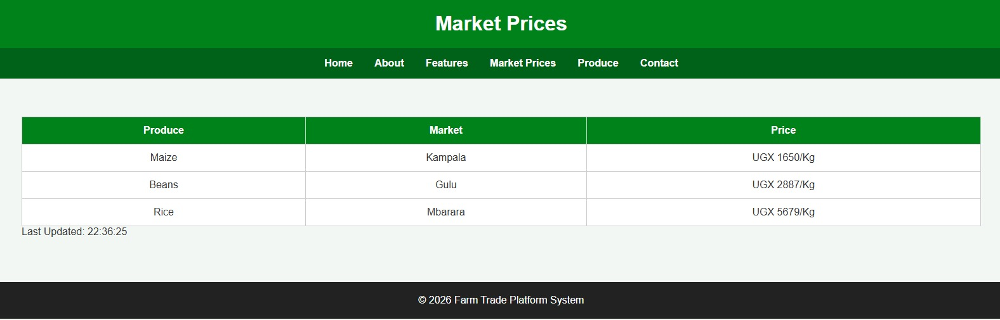 Market Prices
Home About Features Market Prices Produce Contact
Produce Market Price
Maize Kampala UGX 1650/Kg
Beans Gulu UGX 2887/Kg
Rice Mbarara UGX 5679/Kg
Last Updated: 22:36:25
© 2026 Farm Trade Platform System